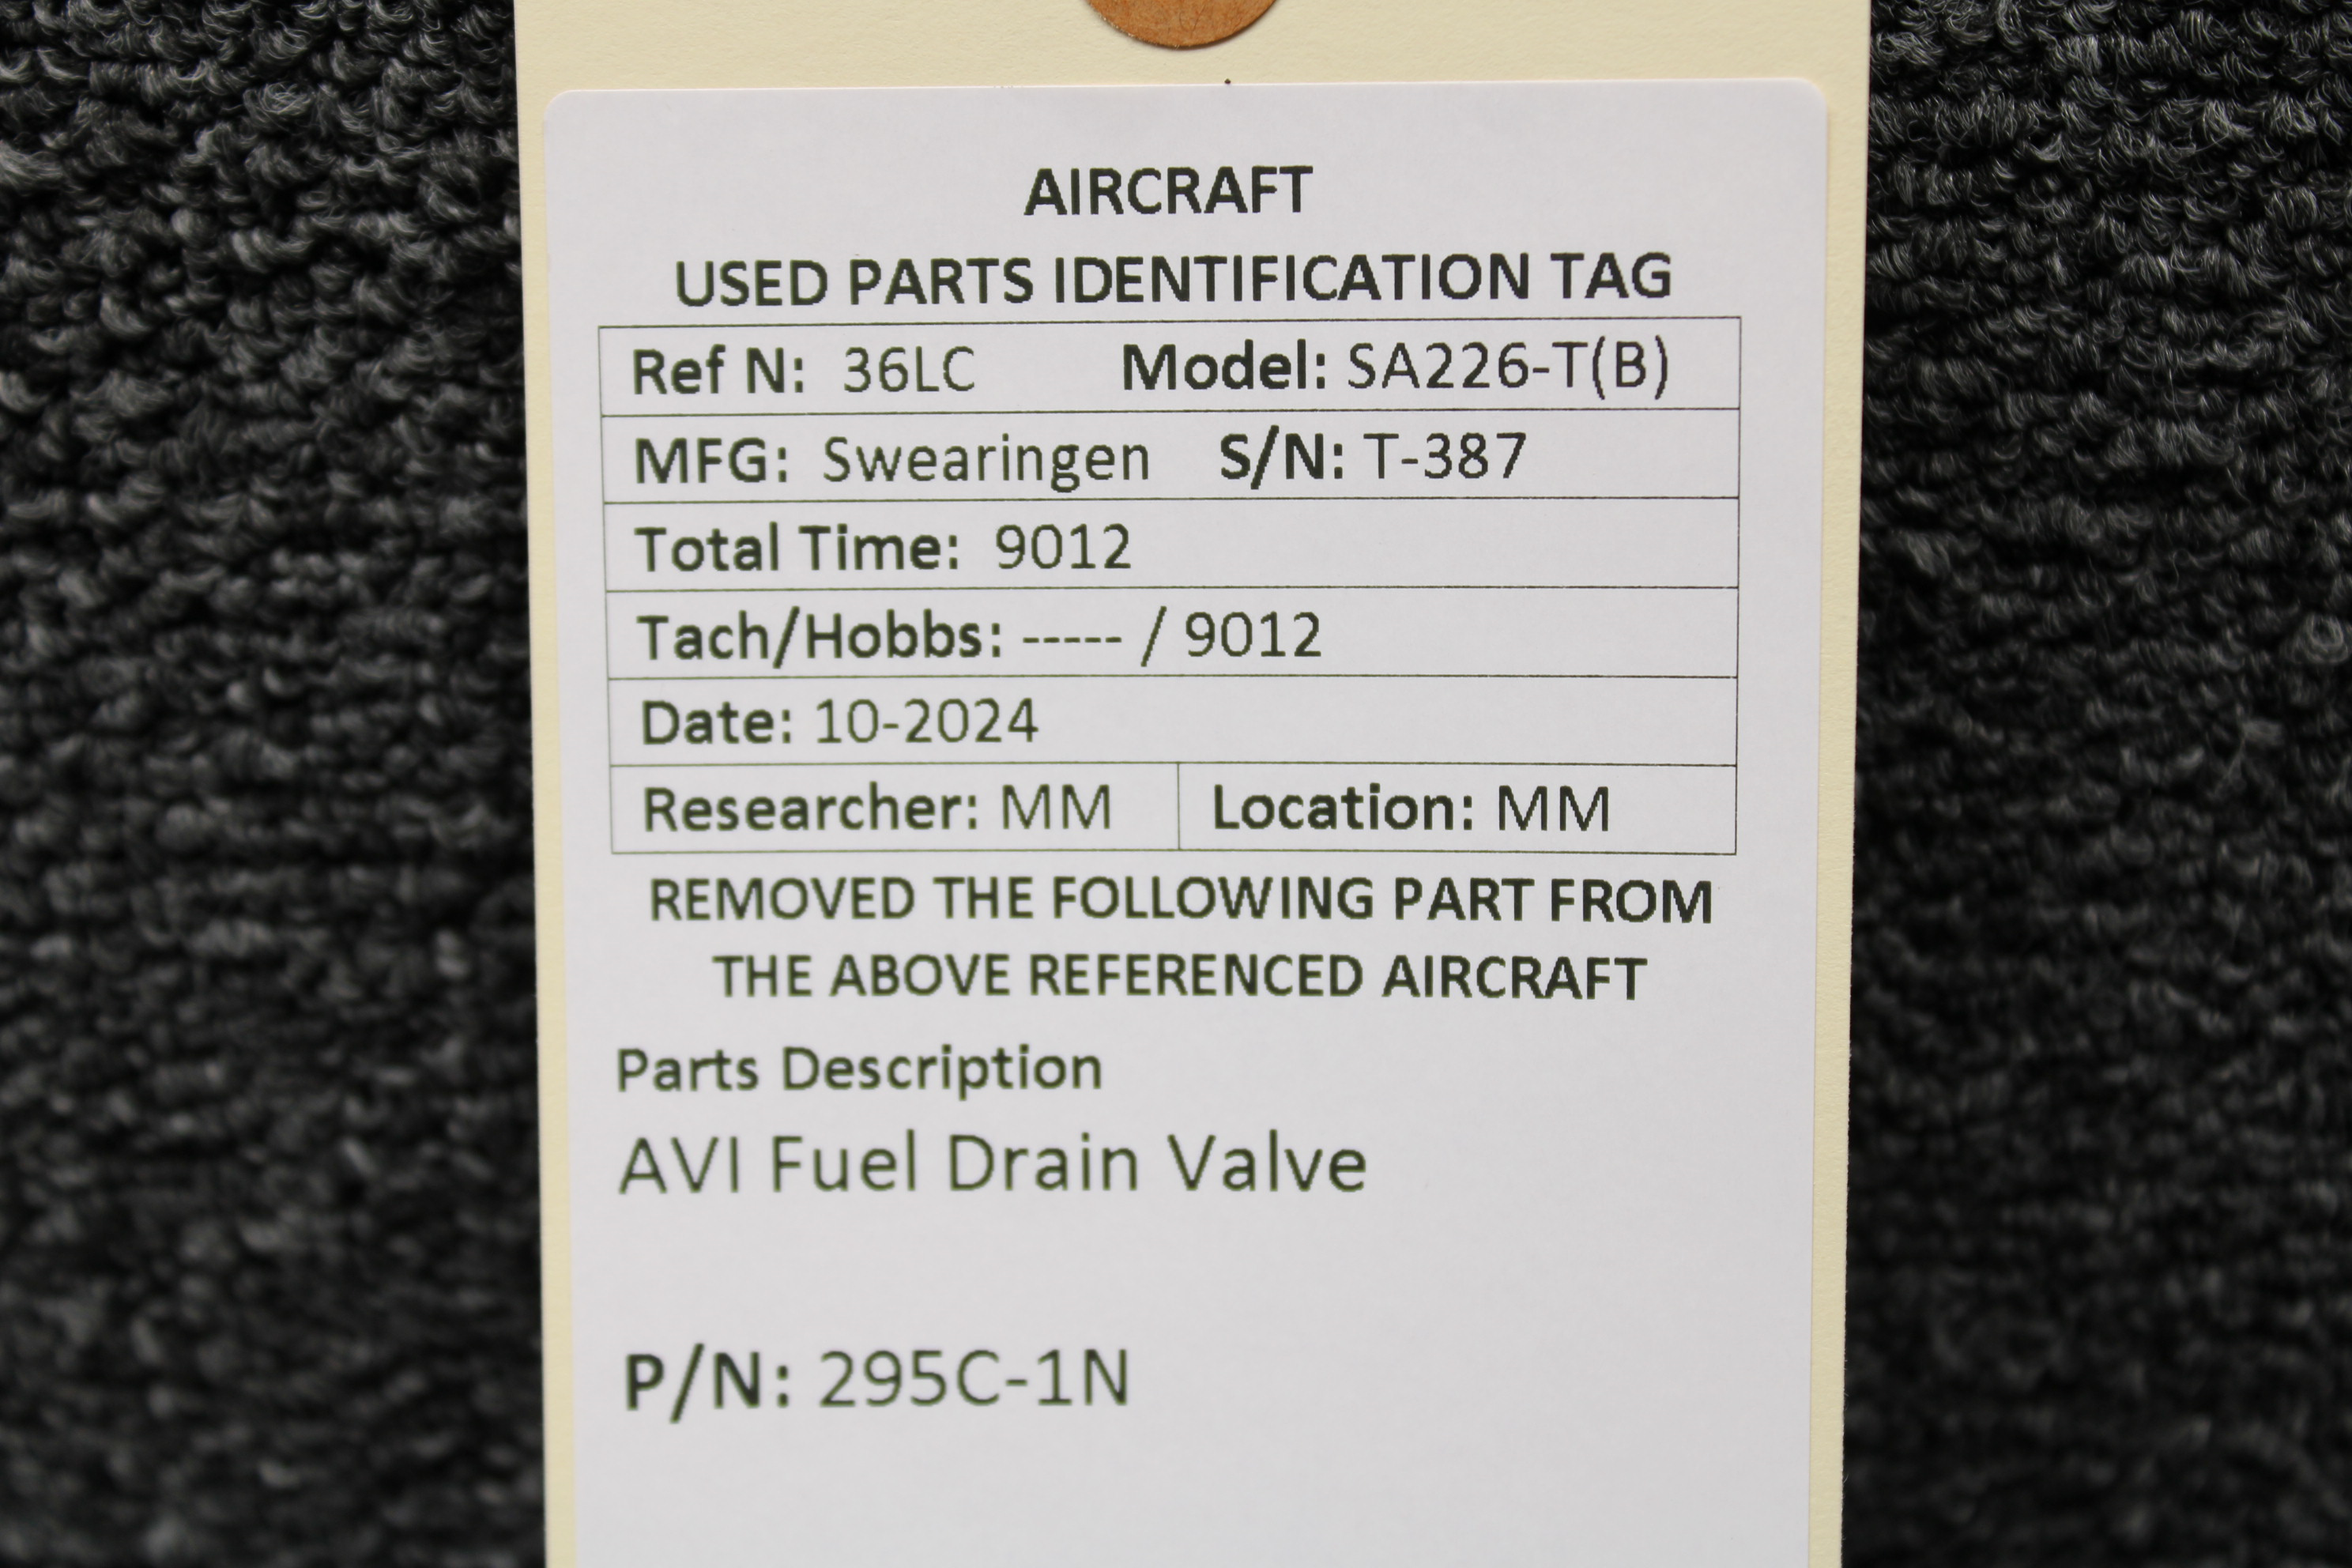 AIRCRAFT
USED PARTS IDENTIFICATION TAG
Ref N: 36LC Model: SA226-T(B)
MFG: Swearingen S/N: T-387
Total Time: 9012
Tach/Hobbs: ----- / 9012
Date: 10-2024
Researcher: MM Location: MM
REMOVED THE FOLLOWING PART FROM
THE ABOVE REFERENCED AIRCRAFT
Parts Description
AVI Fuel Drain Valve
P/N: 295C-1N